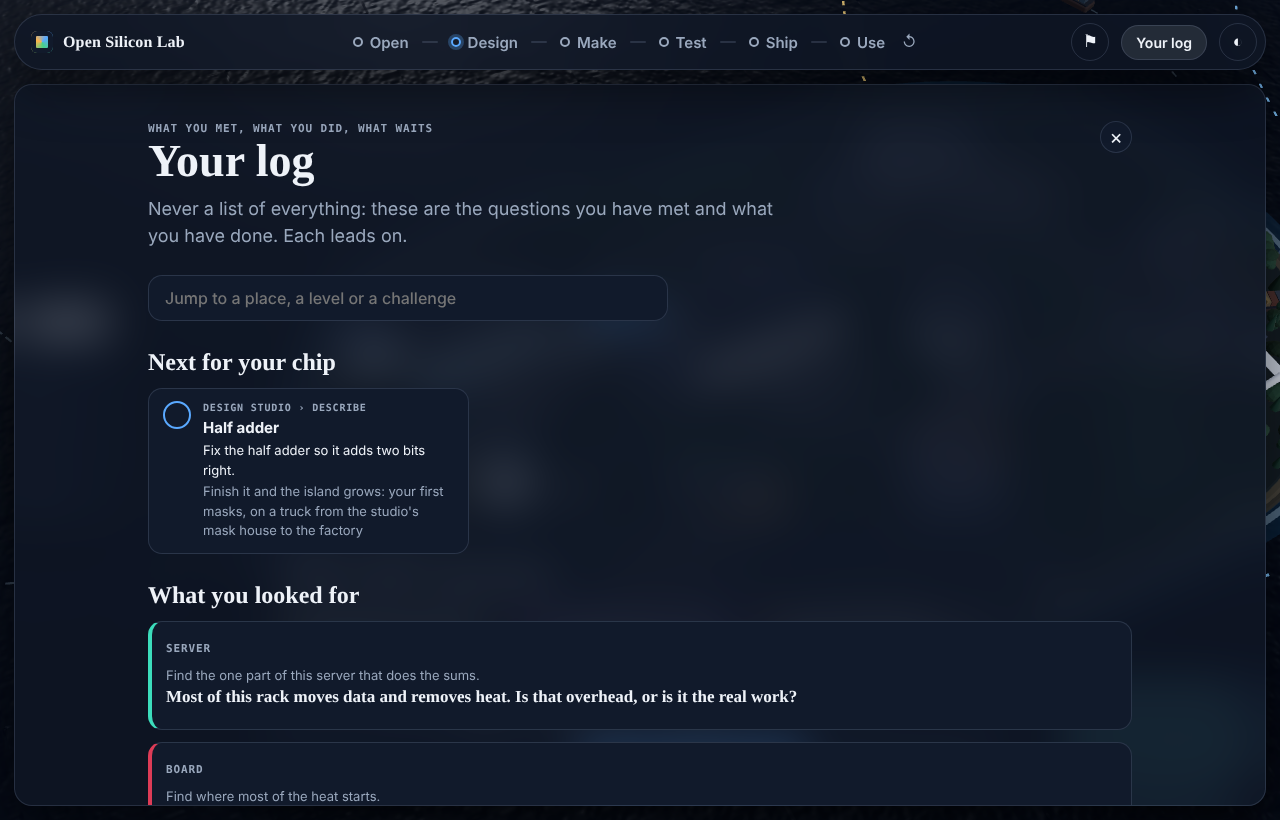 Open Silicon Lab
Open
Design
Make
Test
Ship
Use
Your log
WHAT YOU MET, WHAT YOU DID, WHAT WAITS
Your log
Never a list of everything: these are the questions you have met and what
you have done. Each leads on.
Jump to a place, a level or a challenge
Next for your chip
DESIGN STUDIO › DESCRIBE
Half adder
Fix the half adder so it adds two bits
right.
Finish it and the island grows: your first
masks, on a truck from the studio's
mask house to the factory
What you looked for
SERVER
Find the one part of this server that does the sums.
Most of this rack moves data and removes heat. Is that overhead, or is it the real work?
BOARD
Find where most of the heat starts.